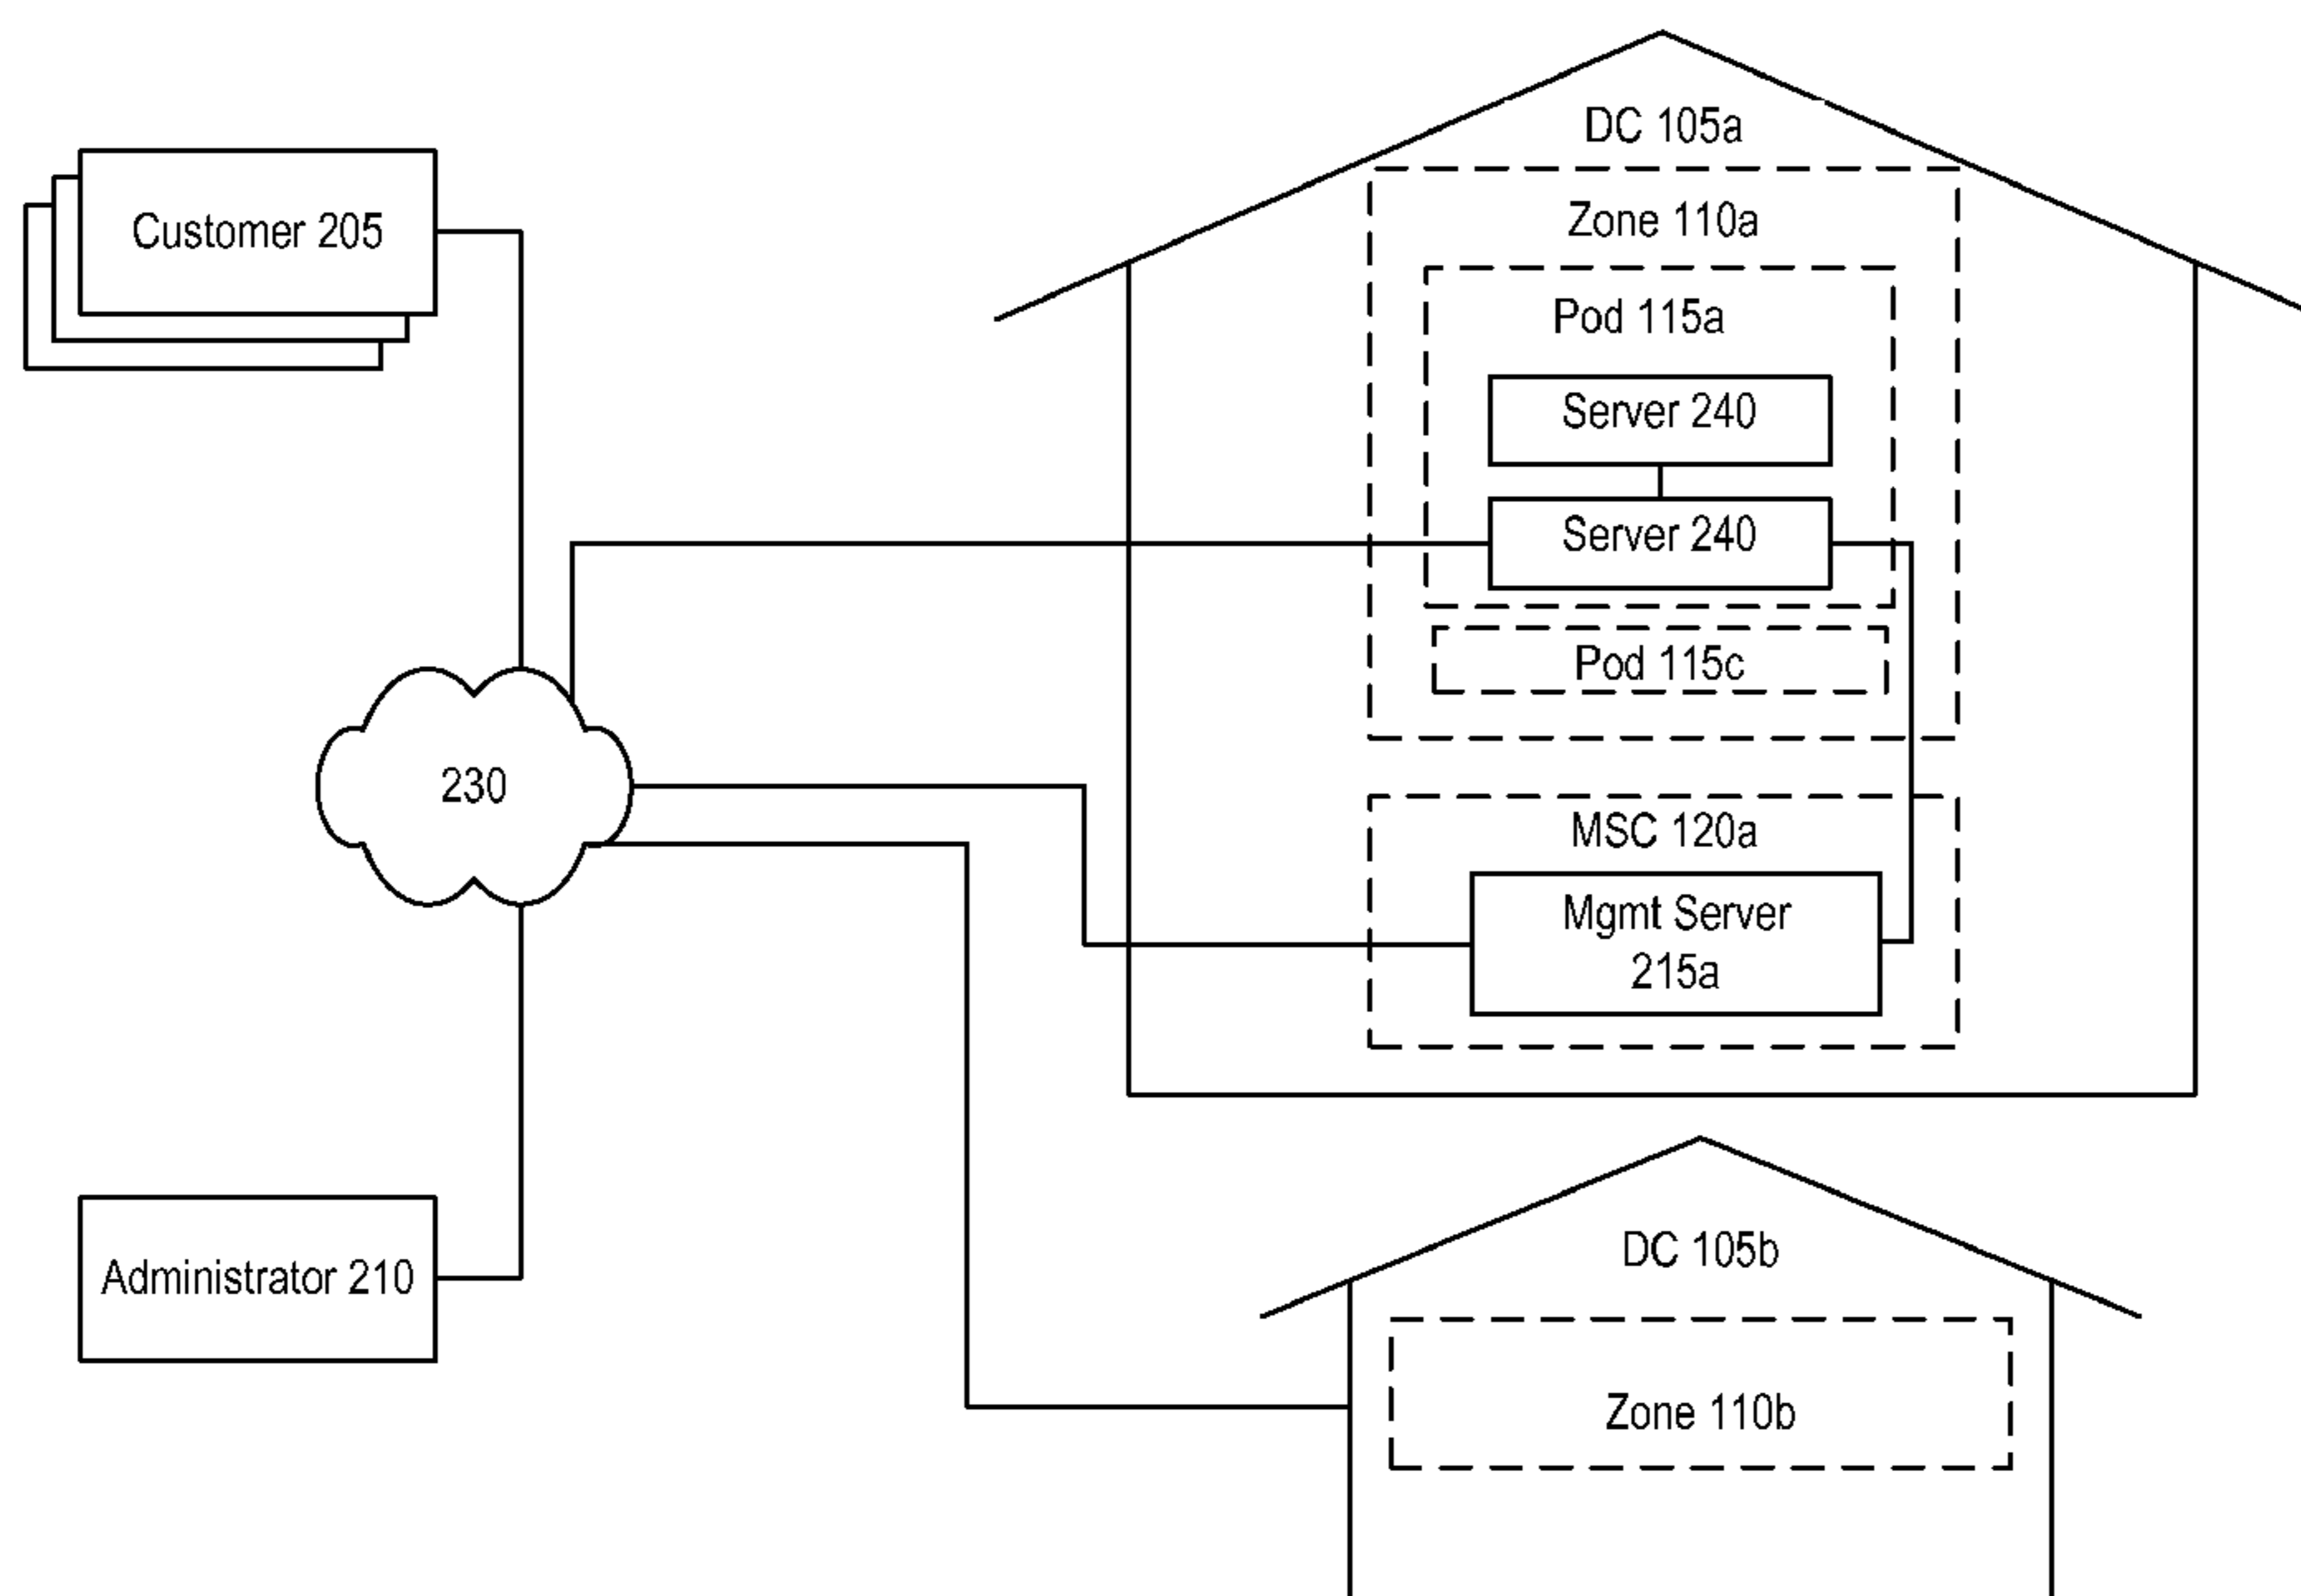 DC 105a
Customer 205
Zone 110a
Pod 115a
Server 240
Server 240
Pod 115c
230
MSC 120a
Mgmt Server
215a
Administrator 210
DC 105b
Zone 110b